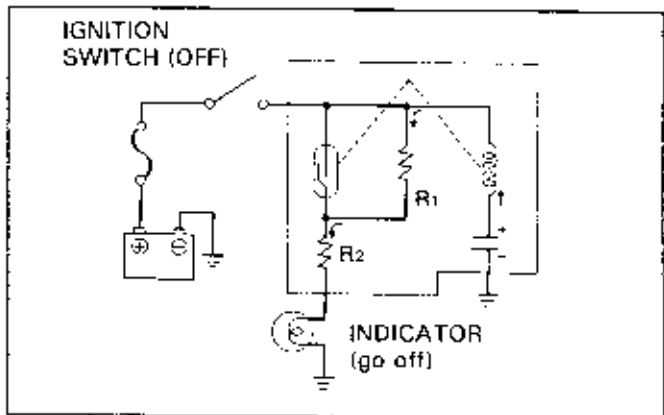 IGNITION
SWITCH (OFF)
R1
R2
+
−
⊕ ⊖
INDICATOR
(go off)